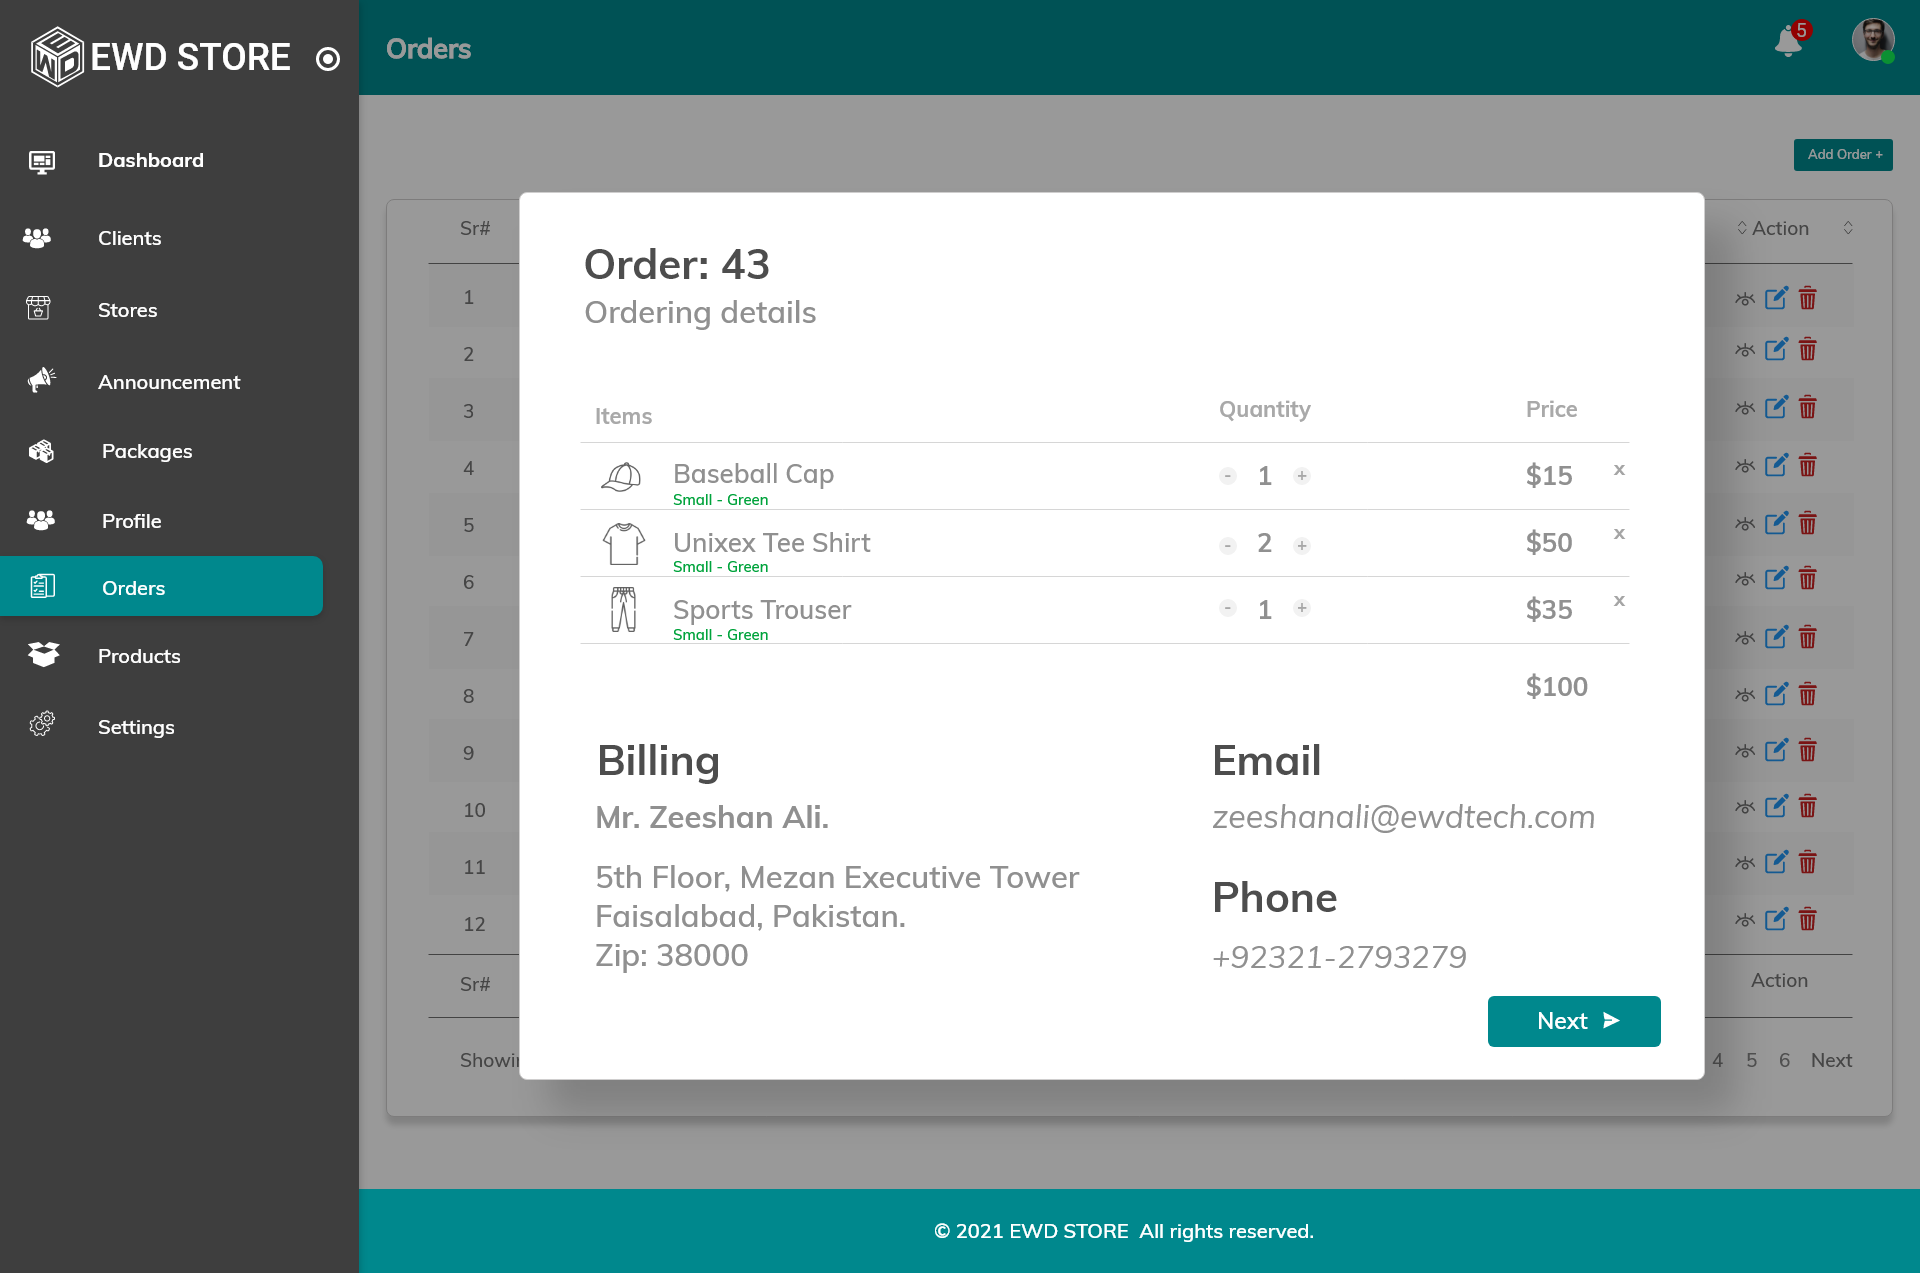 EWD STORE
Orders
5
Dashboard
Clients
Stores
Announcement
Packages
Profile
Orders
Products
Settings
Add Order +
Sr#
Action
1
2
3
4
5
6
7
8
9
10
11
12
Sr#
Action
4 5 6 Next
Order: 43
Ordering details
Items Quantity Price
Baseball Cap - 1 + $15 x
Small - Green
Unixex Tee Shirt - 2 + $50 x
Small - Green
Sports Trouser - 1 + $35 x
Small - Green
$100
Billing
Mr. Zeeshan Ali.
5th Floor, Mezan Executive Tower
Faisalabad, Pakistan.
Zip: 38000
Email
zeeshanali@ewdtech.com
Phone
+92321-2793279
Next
© 2021 EWD STORE All rights reserved.